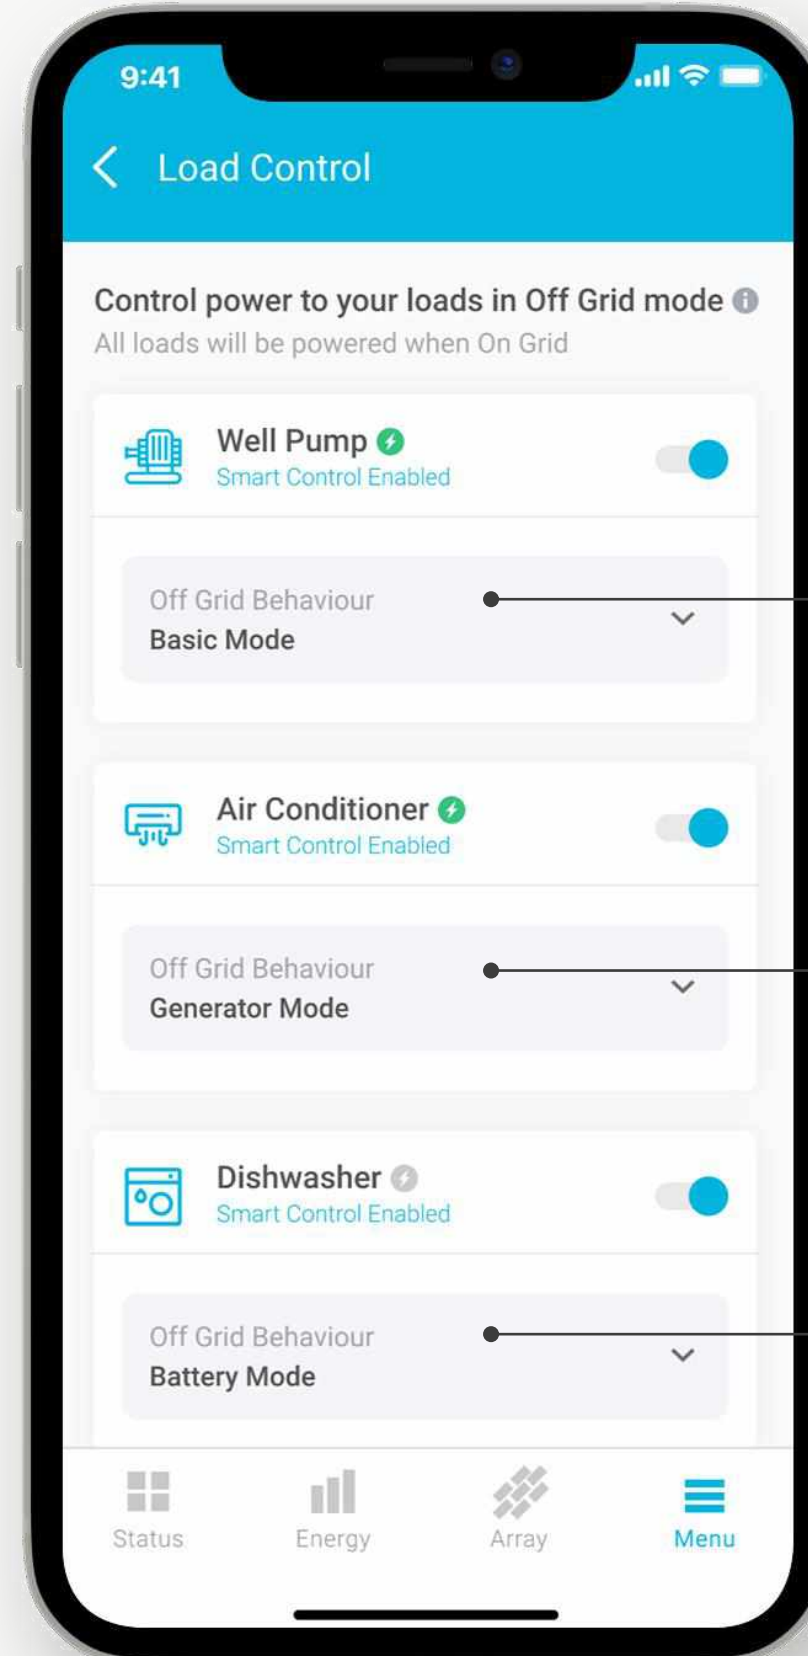 9:41
Load Control
Control power to your loads in Off Grid mode
All loads will be powered when On Grid
Well Pump
Smart Control Enabled
Off Grid Behaviour
Basic Mode
Air Conditioner
Smart Control Enabled
Off Grid Behaviour
Generator Mode
Dishwasher
Smart Control Enabled
Off Grid Behaviour
Battery Mode
Status
Energy
Array
Menu